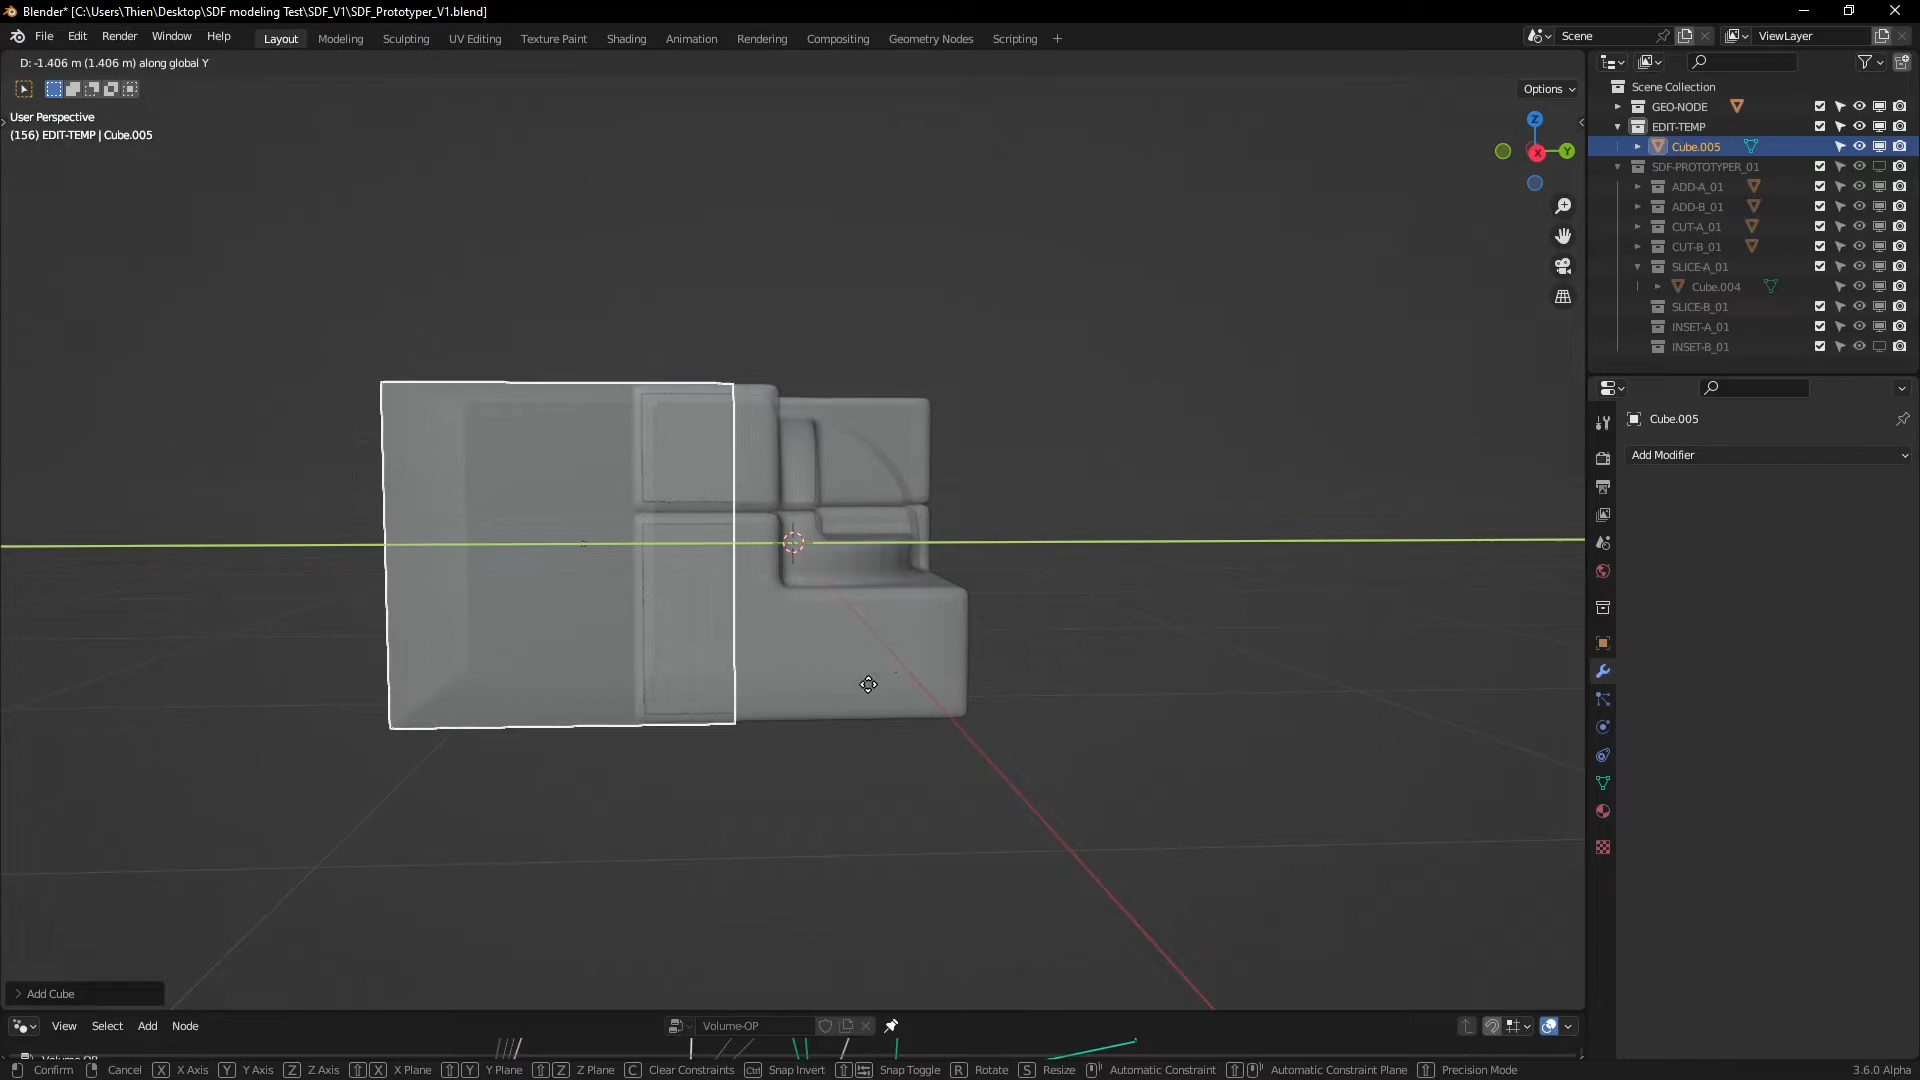 Blender* [C:\Users\Thien\Desktop\SDF modeling Test\SDF_V1\SDF_Prototyper_V1.blend]
File Edit Render Window Help Layout Modeling Sculpting UV Editing Texture Paint Shading Animation Rendering Compositing Geometry Nodes Scripting + Scene ViewLayer
D: -1.406 m (1.406 m) along global Y
Options
User Perspective
(156) EDIT-TEMP | Cube.005
Z
Y
X
Scene Collection
GEO-NODE
EDIT-TEMP
Cube.005
SDF-PROTOTYPER_01
ADD-A_01
ADD-B_01
CUT-A_01
CUT-B_01
SLICE-A_01
Cube.004
SLICE-B_01
INSET-A_01
INSET-B_01
Cube.005
Add Modifier
Add Cube
View Select Add Node Volume-OP
Volume-OP
Confirm Cancel X X Axis Y Y Axis Z Z Axis X X Plane Y Y Plane Z Z Plane C Clear Constraints Ctrl Snap Invert Snap Toggle R Rotate S Resize Automatic Constraint Automatic Constraint Plane Precision Mode 3.6.0 Alpha